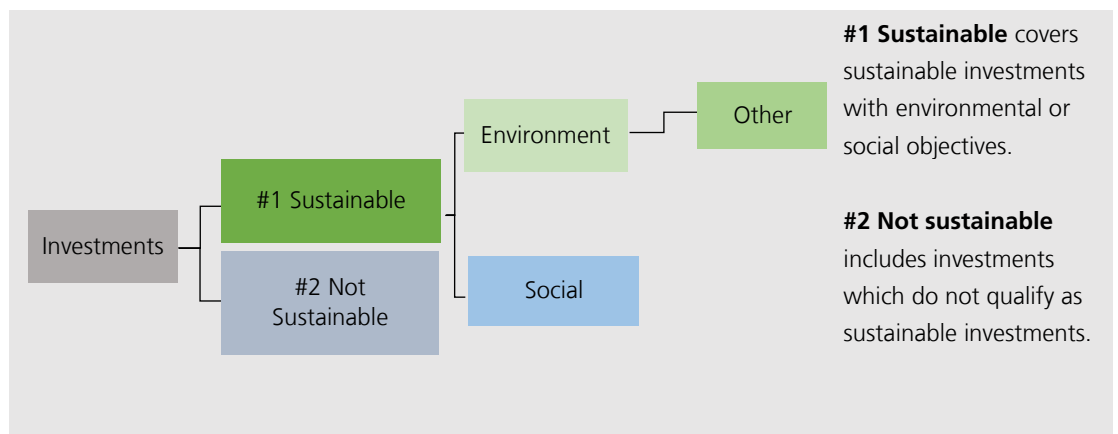 Investments
#1 Sustainable
#2 Not
Sustainable
Environment
Social
Other
#1 Sustainable covers
sustainable investments
with environmental or
social objectives.
#2 Not sustainable
includes investments
which do not qualify as
sustainable investments.